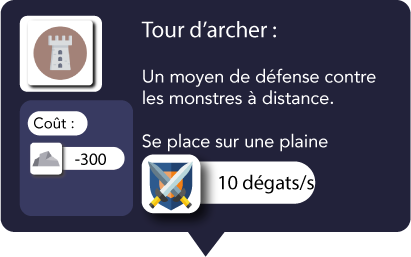 Tour d’archer :
Un moyen de défense contre
les monstres à distance.
Coût :
-300
Se place sur une plaine
10 dégats/s